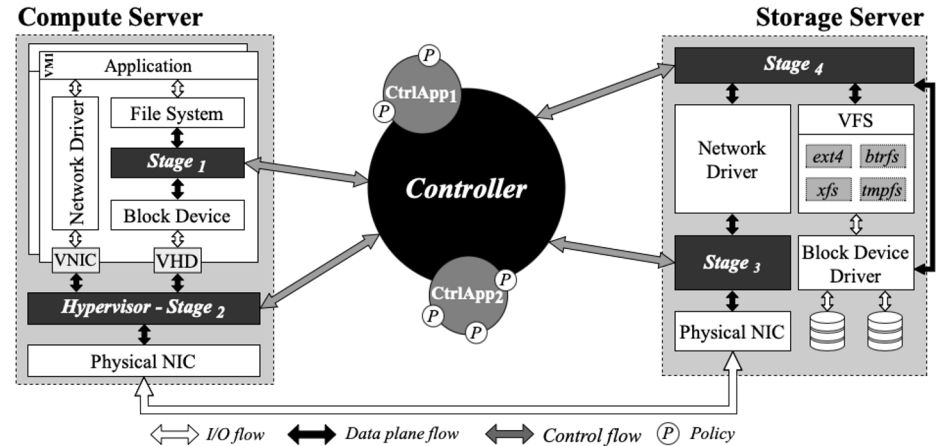 Compute Server
Storage Server
VM1
Application
Network Driver
File System
Stage 1
Block Device
VNIC
VHD
Hypervisor - Stage 2
Physical NIC
P
CtrlApp1
P
Controller
CtrlApp2
P
P
P
Stage 4
Network
Driver
VFS
ext4
btrfs
xfs
tmpfs
Stage 3
Block Device
Driver
Physical NIC
I/O flow
Data plane flow
Control flow
P
Policy